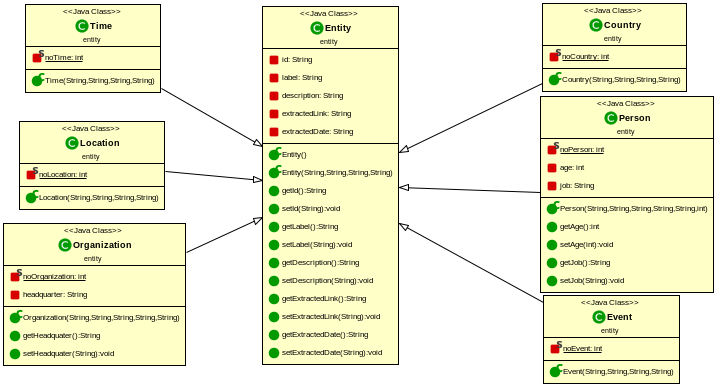 <<Java Class>>
Time
entity
noTime: int
Time(String,String,String,String)
<<Java Class>>
Location
entity
noLocation: int
Location(String,String,String,String)
<<Java Class>>
Organization
entity
noOrganization: int
headquarter: String
Organization(String,String,String,String,String)
getHeadquater():String
setHeadquater(String):void
<<Java Class>>
Entity
entity
id: String
label: String
description: String
extractedLink: String
extractedDate: String
Entity()
Entity(String,String,String,String)
getId():String
setId(String):void
getLabel():String
setLabel(String):void
getDescription():String
setDescription(String):void
getExtractedLink():String
setExtractedLink(String):void
getExtractedDate():String
setExtractedDate(String):void
<<Java Class>>
Country
entity
noCountry: int
Country(String,String,String,String)
<<Java Class>>
Person
entity
noPerson: int
age: int
job: String
Person(String,String,String,String,String,int)
getAge():int
setAge(int):void
getJob():String
setJob(String):void
<<Java Class>>
Event
entity
noEvent: int
Event(String,String,String,String)